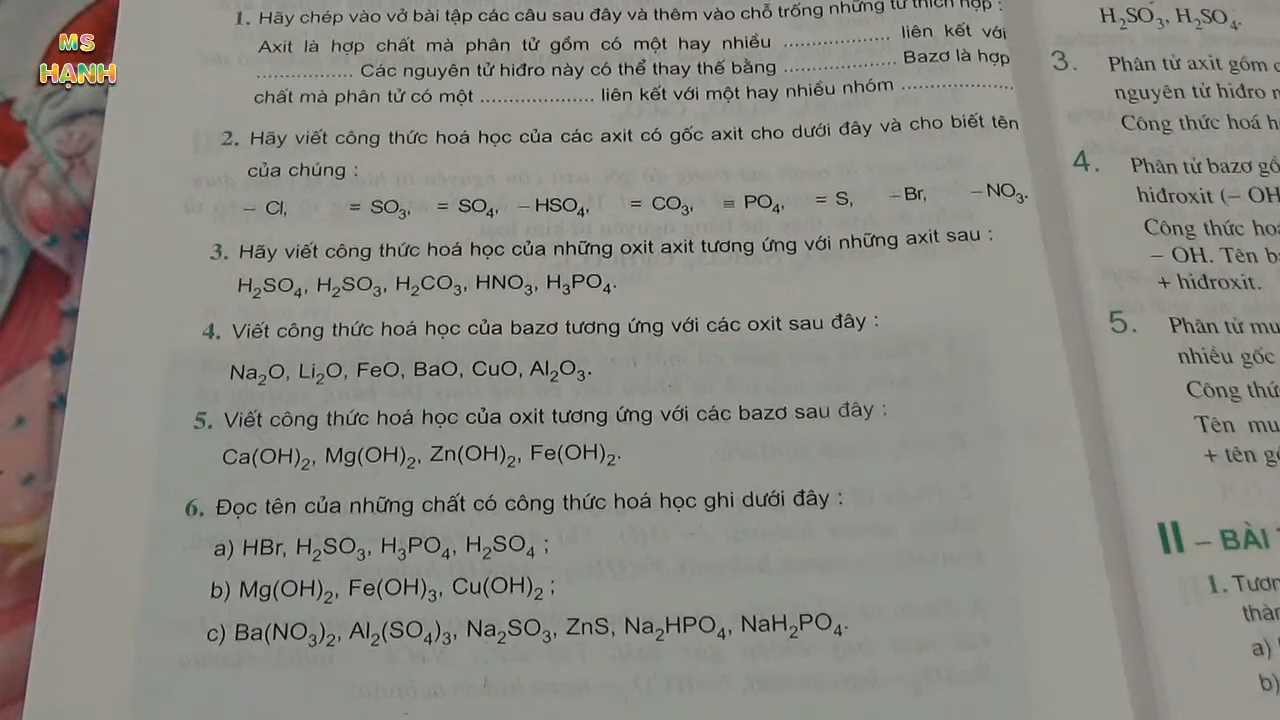 MS
HẠNH
1. Hãy chép vào vở bài tập các câu sau đây và thêm vào chỗ trống những từ thích hợp :
Axit là hợp chất mà phân tử gồm có một hay nhiều .................. liên kết với
................ Các nguyên tử hiđro này có thể thay thế bằng ................... Bazơ là hợp
chất mà phân tử có một ................... liên kết với một hay nhiều nhóm ...................
2. Hãy viết công thức hoá học của các axit có gốc axit cho dưới đây và cho biết tên
của chúng :
– Cl, = SO₃, = SO₄, – HSO₄, = CO₃, ≡ PO₄, = S, – Br, – NO₃.
3. Hãy viết công thức hoá học của những oxit axit tương ứng với những axit sau :
H₂SO₄, H₂SO₃, H₂CO₃, HNO₃, H₃PO₄.
4. Viết công thức hoá học của bazơ tương ứng với các oxit sau đây :
Na₂O, Li₂O, FeO, BaO, CuO, Al₂O₃.
5. Viết công thức hoá học của oxit tương ứng với các bazơ sau đây :
Ca(OH)₂, Mg(OH)₂, Zn(OH)₂, Fe(OH)₂.
6. Đọc tên của những chất có công thức hoá học ghi dưới đây :
a) HBr, H₂SO₃, H₃PO₄, H₂SO₄ ;
b) Mg(OH)₂, Fe(OH)₃, Cu(OH)₂ ;
c) Ba(NO₃)₂, Al₂(SO₄)₃, Na₂SO₃, ZnS, Na₂HPO₄, NaH₂PO₄.
H₂SO₃, H₂SO₄.
3. Phân tử axit gồm
nguyên tử hiđro
Công thức hoá
4. Phân tử bazơ
hiđroxit (– OH
Công thức
– OH. Tên
+ hiđroxit.
5. Phân tử
nhiều gốc
Công
Tên
+ tên
II – BÀI
1.
a)
b)